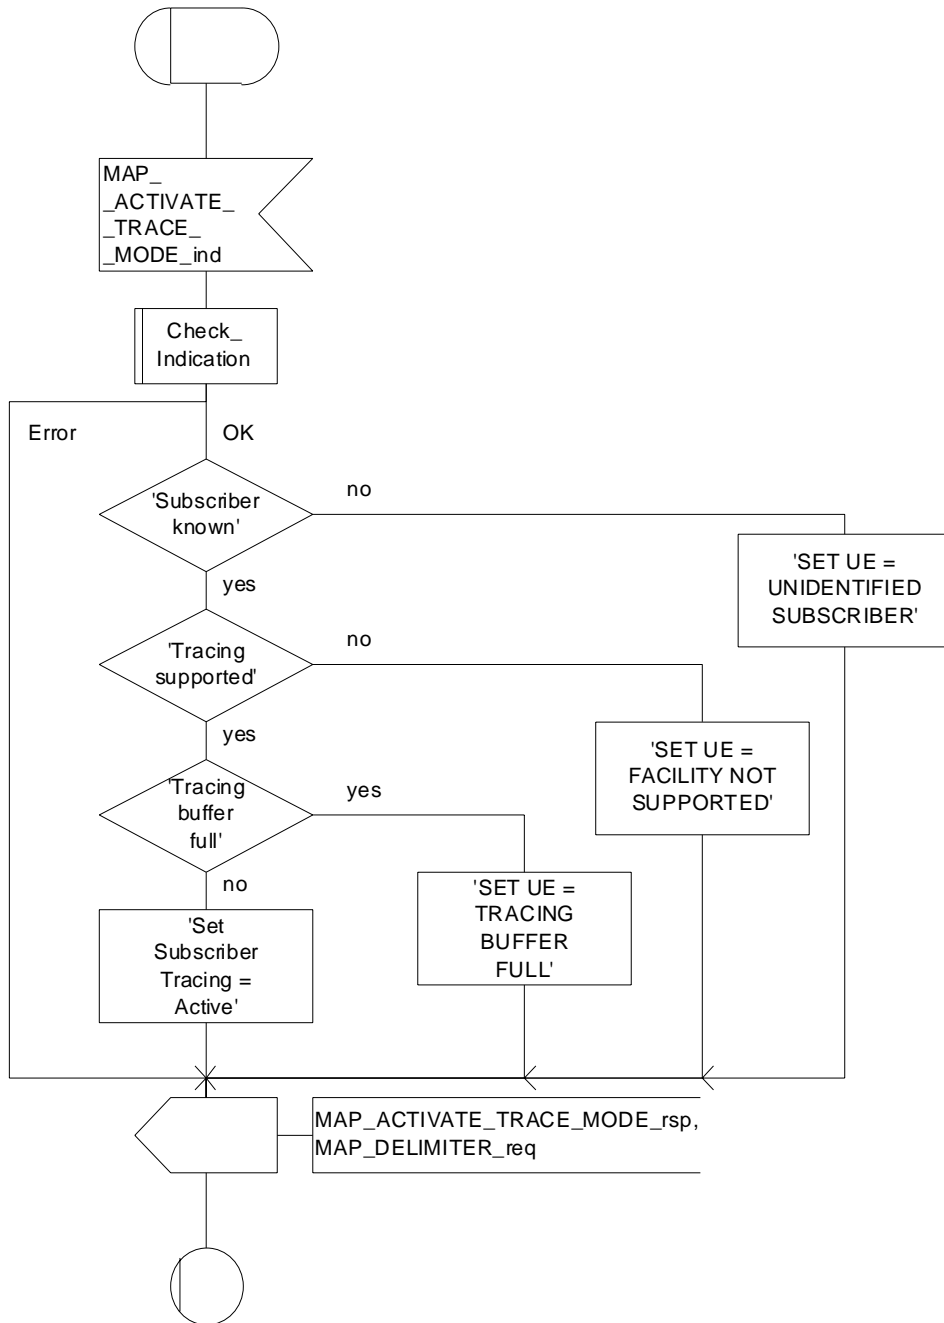 MAP_
_ACTIVATE_
_TRACE_
_MODE_ind
Check_
Indication
Error
OK
'Subscriber
known'
no
'SET UE =
UNIDENTIFIED
SUBSCRIBER'
yes
'Tracing
supported'
no
'SET UE =
FACILITY NOT
SUPPORTED'
yes
'Tracing
buffer
full'
yes
'SET UE =
TRACING
BUFFER
FULL'
no
'Set
Subscriber
Tracing =
Active'
MAP_ACTIVATE_TRACE_MODE_rsp,
MAP_DELIMITER_req